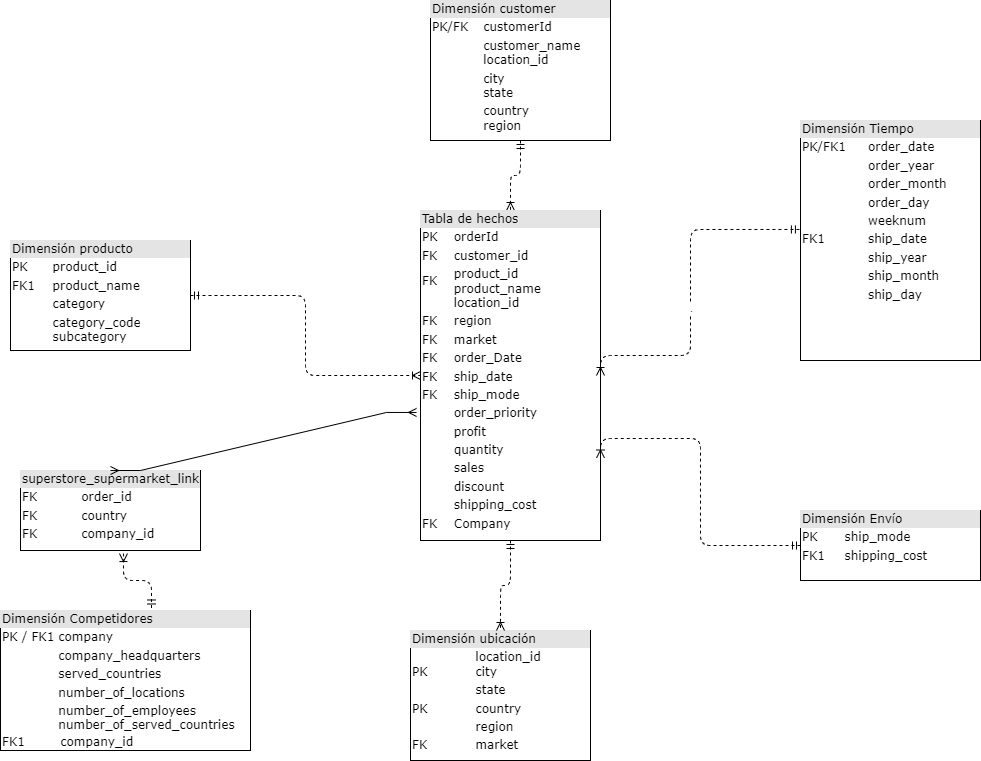 Dimensión customer
PK/FK customerId
customer_name
location_id
city
state
country
region
Dimensión Tiempo
PK/FK1 order_date
order_year
order_month
order_day
weeknum
FK1 ship_date
ship_year
ship_month
ship_day
Tabla de hechos
PK orderId
FK customer_id
FK product_id
product_name
location_id
FK region
FK market
FK order_Date
FK ship_date
FK ship_mode
order_priority
profit
quantity
sales
discount
shipping_cost
FK Company
Dimensión producto
PK product_id
FK1 product_name
category
category_code
subcategory
superstore_supermarket_link
FK order_id
FK country
FK company_id
Dimensión Envío
PK ship_mode
FK1 shipping_cost
Dimensión Competidores
PK / FK1 company
company_headquarters
served_countries
number_of_locations
number_of_employees
number_of_served_countries
FK1 company_id
Dimensión ubicación
location_id
PK city
state
PK country
region
FK market